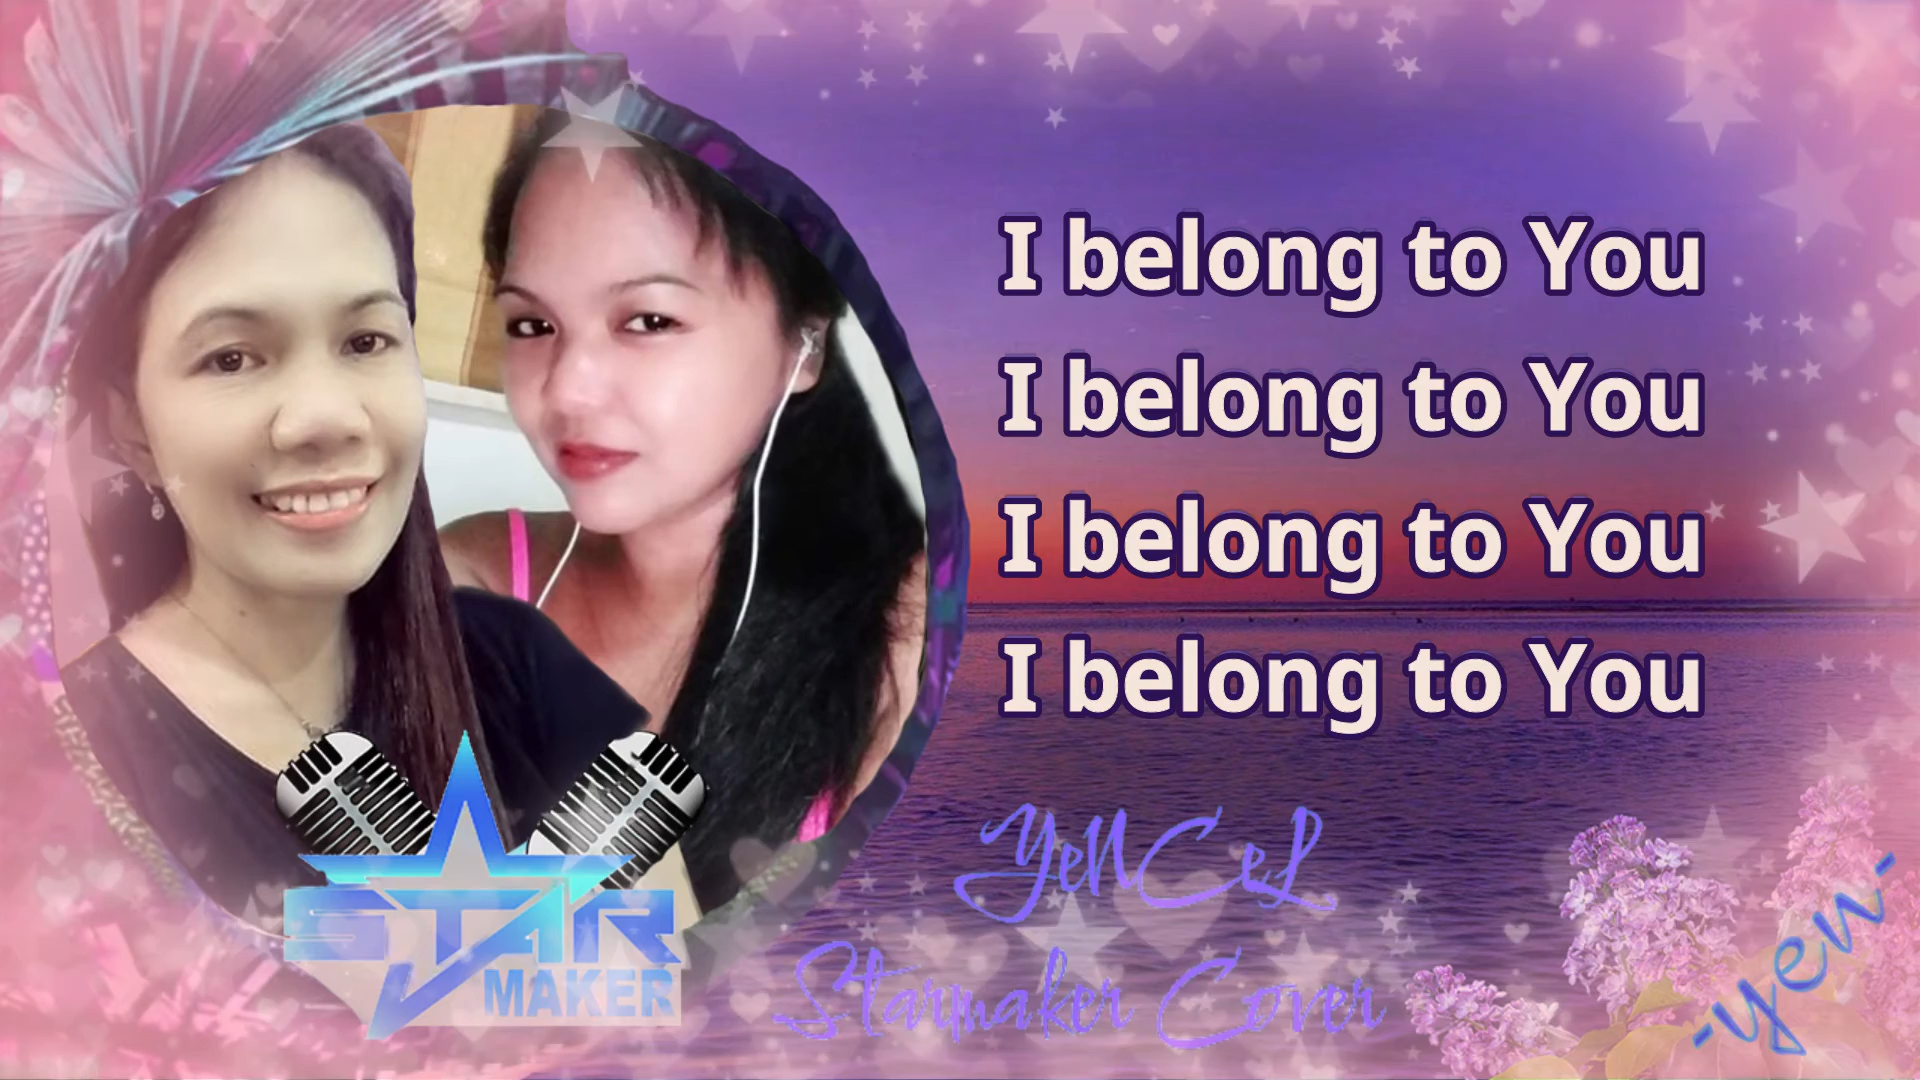 I belong to You
I belong to You
I belong to You
I belong to You
YeNCeL
Starmaker Cover
STAR
MAKER
-yen-